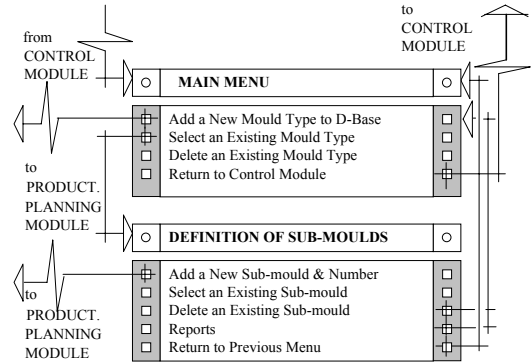 from
CONTROL
MODULE
to
CONTROL
MODULE
MAIN MENU
Add a New Mould Type to D-Base
Select an Existing Mould Type
Delete an Existing Mould Type
Return to Control Module
to
PRODUCT.
PLANNING
MODULE
DEFINITION OF SUB-MOULDS
Add a New Sub-mould & Number
Select an Existing Sub-mould
Delete an Existing Sub-mould
Reports
Return to Previous Menu
to
PRODUCT.
PLANNING
MODULE